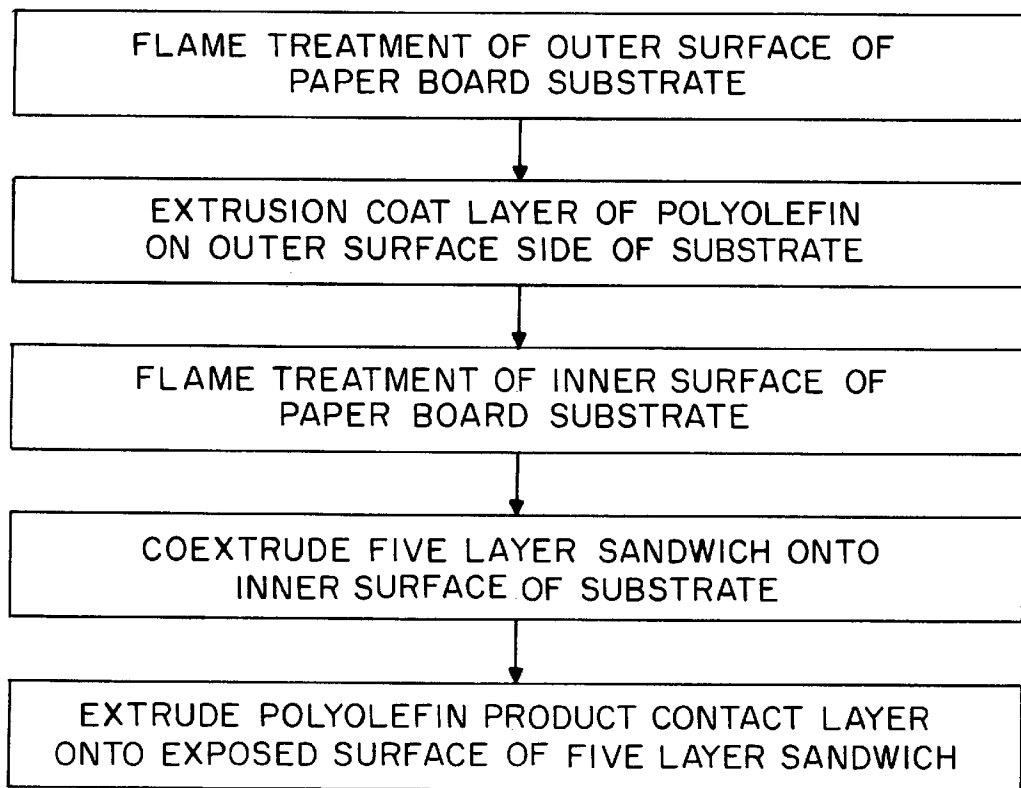 FLAME TREATMENT OF OUTER SURFACE OF
PAPER BOARD SUBSTRATE
EXTRUSION COAT LAYER OF POLYOLEFIN
ON OUTER SURFACE SIDE OF SUBSTRATE
FLAME TREATMENT OF INNER SURFACE OF
PAPER BOARD SUBSTRATE
COEXTRUDE FIVE LAYER SANDWICH ONTO
INNER SURFACE OF SUBSTRATE
EXTRUDE POLYOLEFIN PRODUCT CONTACT LAYER
ONTO EXPOSED SURFACE OF FIVE LAYER SANDWICH